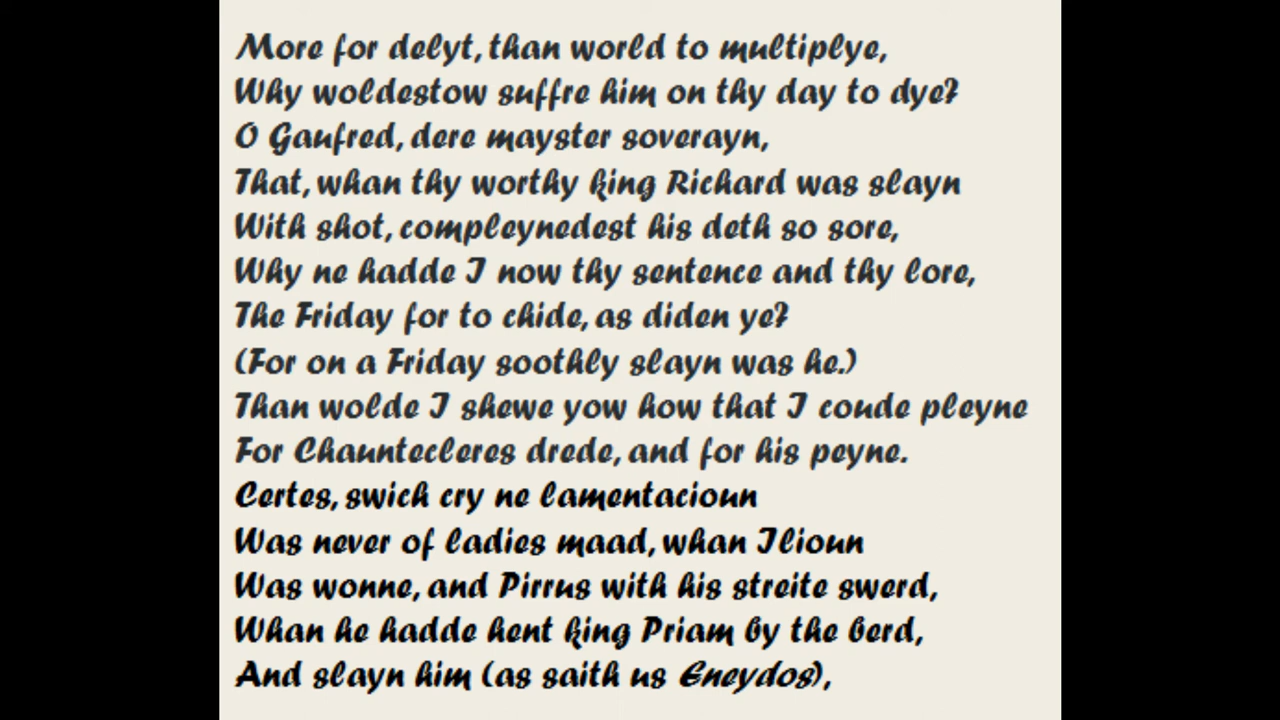 More for delyt, than world to multiplye,
Why woldestow suffre him on thy day to dye?
O Gaufred, dere mayster soverayn,
That, whan thy worthy king Richard was slayn
With shot, compleynedest his deth so sore,
Why ne hadde I now thy sentence and thy lore,
The Friday for to chide, as diden ye?
(For on a Friday soothly slayn was he.)
Than wolde I shewe yow how that I coude pleyne
For Chauntecleres drede, and for his peyne.
Certes, swich cry ne lamentacioun
Was never of ladies maad, whan Ilioun
Was wonne, and Pirrus with his streite swerd,
Whan he hadde hent king Priam by the berd,
And slayn him (as saith us Eneydos),